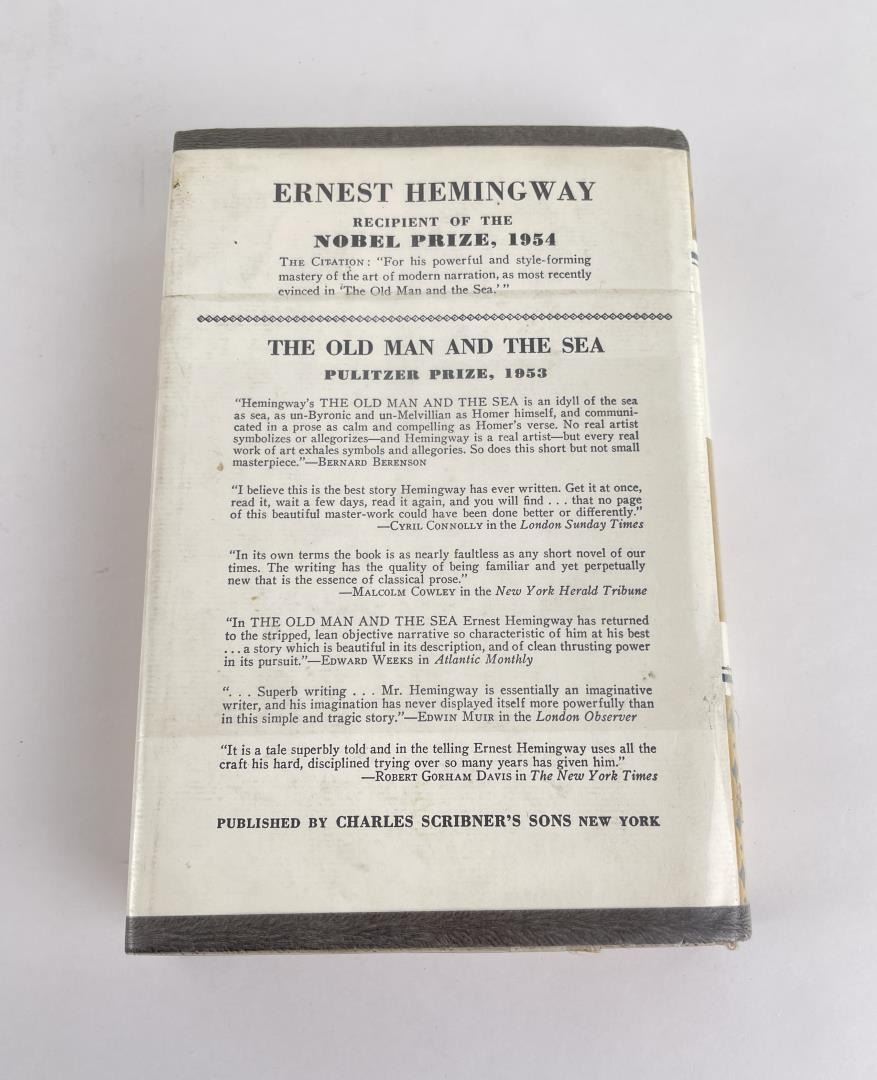 ERNEST HEMINGWAY
RECIPIENT OF THE
NOBEL PRIZE, 1954
THE CITATION: "For his powerful and style-forming
mastery of the art of modern narration, as most recently
evinced in 'The Old Man and the Sea.'"
THE OLD MAN AND THE SEA
PULITZER PRIZE, 1953
"Hemingway's THE OLD MAN AND THE SEA is an idyll of the sea
as sea, as un-Byronic and un-Melvillian as Homer himself, and communi-
cated in a prose as calm and compelling as Homer's verse. No real artist
symbolizes or allegorizes—and Hemingway is a real artist—but every real
work of art exhales symbols and allegories. So does this short but not small
masterpiece."—BERNARD BERENSON
"I believe this is the best story Hemingway has ever written. Get it at once,
read it, wait a few days, read it again, and you will find . . . that no page
of this beautiful master-work could have been done better or differently."
—CYRIL CONNOLLY in the London Sunday Times
"In its own terms the book is as nearly faultless as any short novel of our
times. The writing has the quality of being familiar and yet perpetually
new that is the essence of classical prose."
—MALCOLM COWLEY in the New York Herald Tribune
"In THE OLD MAN AND THE SEA Ernest Hemingway has returned
to the stripped, lean objective narrative so characteristic of him at his best
. . . a story which is beautiful in its description, and of clean thrusting power
in its pursuit."—EDWARD WEEKS in Atlantic Monthly
". . . Superb writing . . . Mr. Hemingway is essentially an imaginative
writer, and his imagination has never displayed itself more powerfully than
in this simple and tragic story."—EDWIN MUIR in the London Observer
"It is a tale superbly told and in the telling Ernest Hemingway uses all the
craft his hard, disciplined trying over so many years has given him."
—ROBERT GORHAM DAVIS in The New York Times
PUBLISHED BY CHARLES SCRIBNER'S SONS NEW YORK